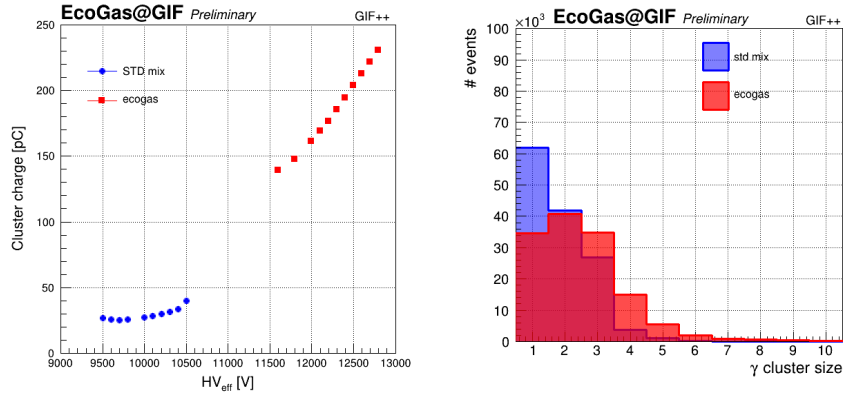 EcoGas@GIF Preliminary GIF++
250
200
150
100
50
0
Cluster charge [pC]
STD mix
ecogas
9000 9500 10000 10500 11000 11500 12000 12500 13000
HVeff [V]
EcoGas@GIF Preliminary GIF++
×10³
100
90
80
70
60
50
40
30
20
10
0
# events
std mix
ecogas
1 2 3 4 5 6 7 8 9 10
γ cluster size